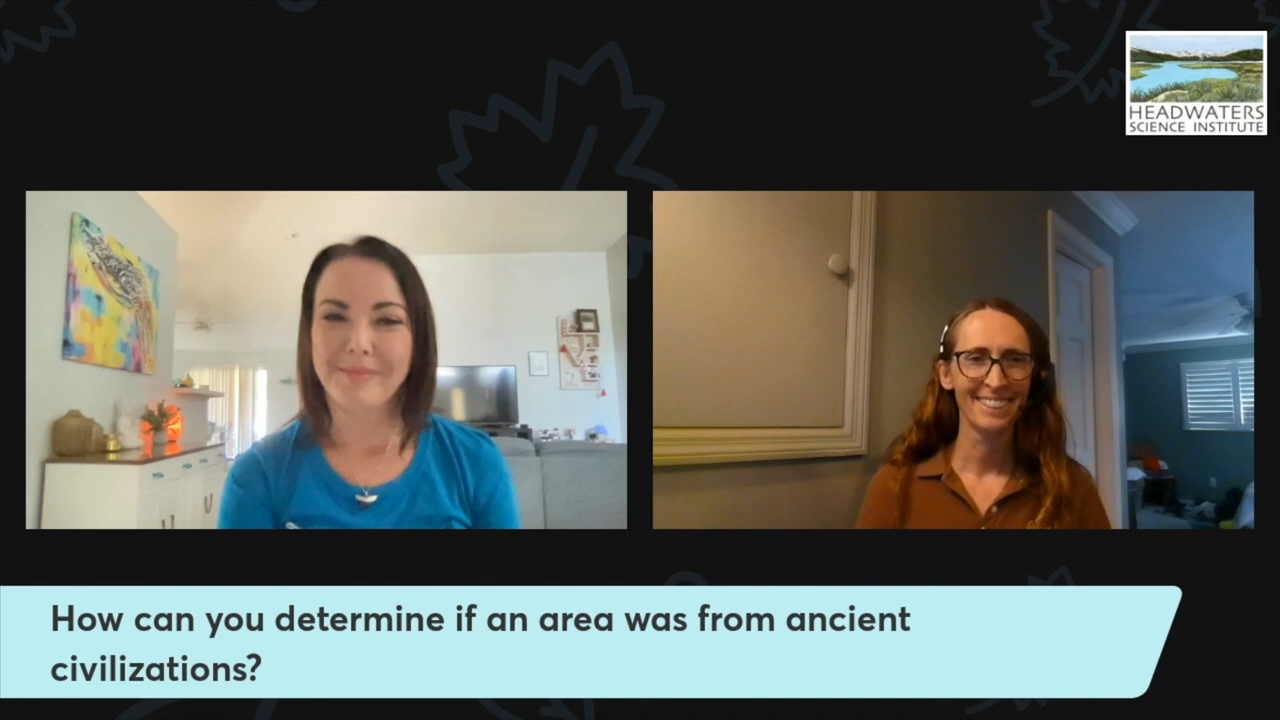 HEADWATERS
SCIENCE INSTITUTE
How can you determine if an area was from ancient
civilizations?